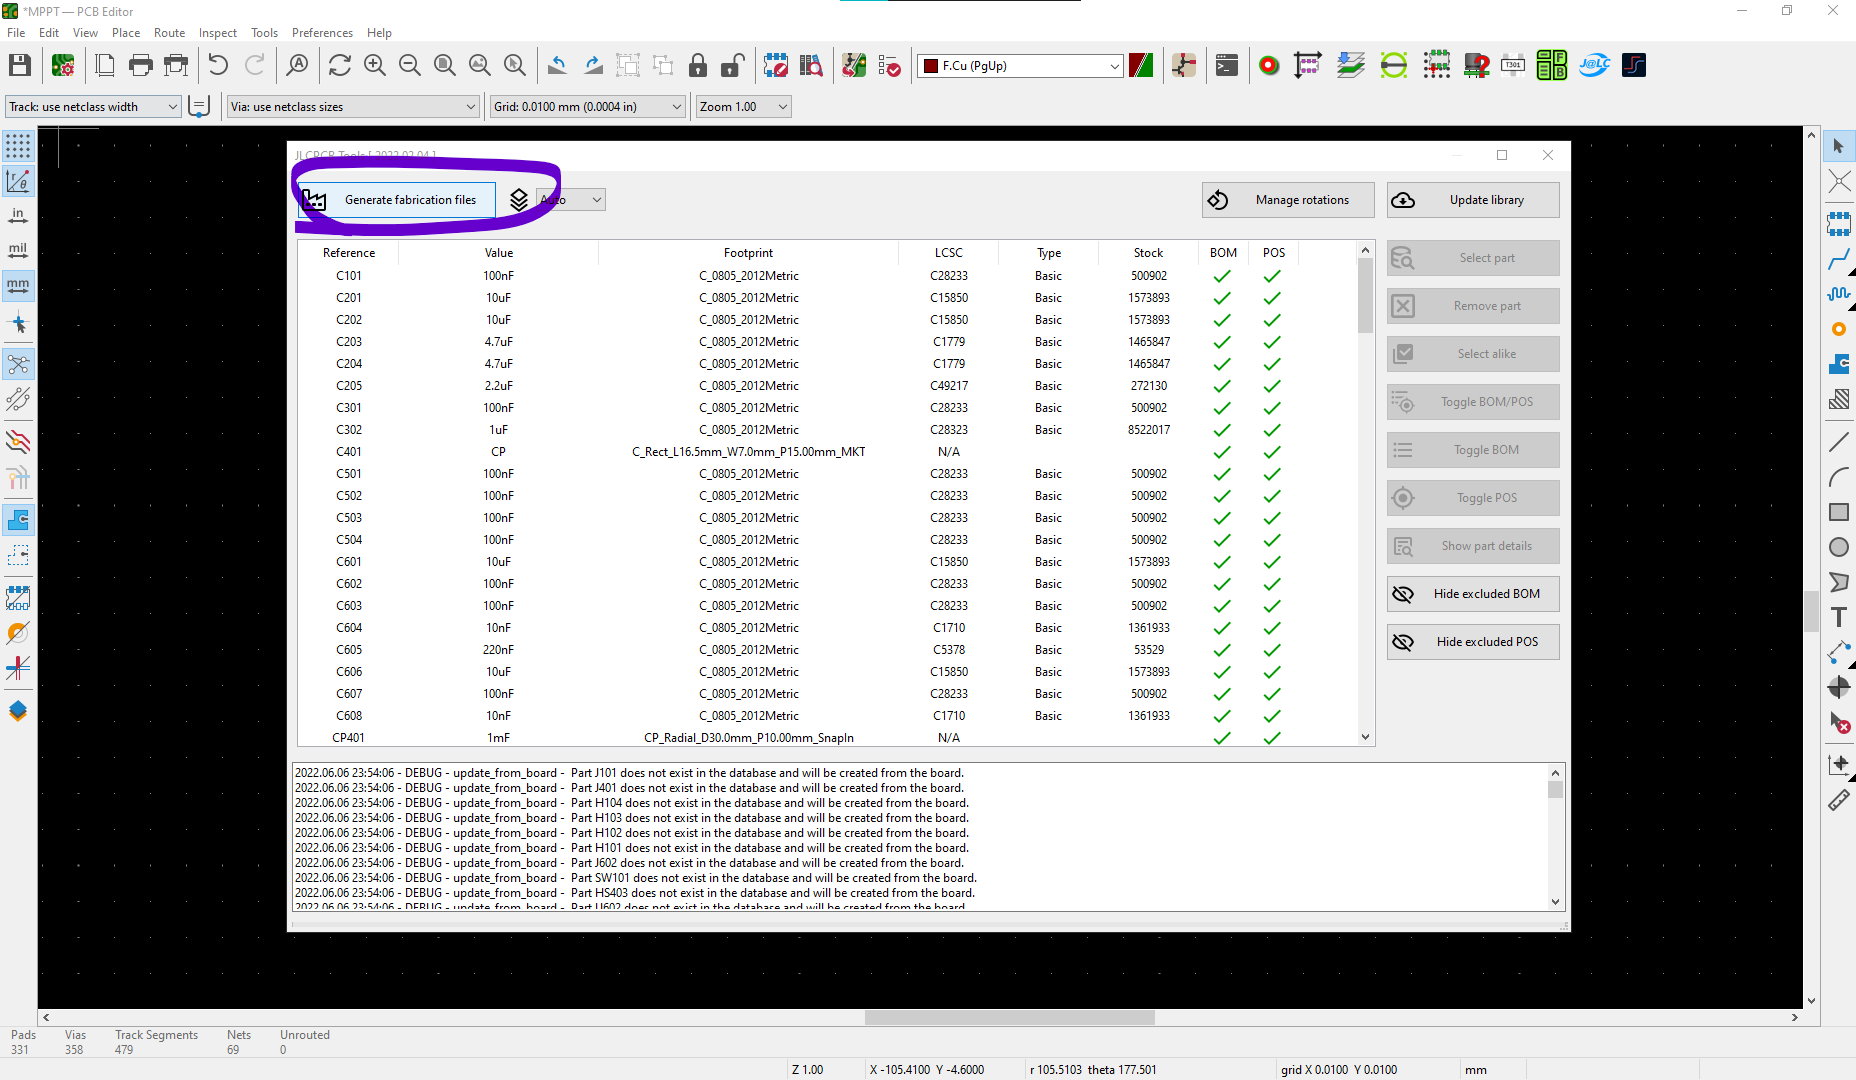 *MPPT — PCB Editor
File Edit View Place Route Inspect Tools Preferences Help
F.Cu (PgUp)
T301
F
B
J@LC
Track: use netclass width
Via: use netclass sizes
Grid: 0.0100 mm (0.0004 in)
Zoom 1.00
in
mil
mm
JLCPCB Tools [ 2022.02.04 ]
Generate fabrication files
Auto
Manage rotations
Update library
Reference Value Footprint LCSC Type Stock BOM POS
C101 100nF C_0805_2012Metric C28233 Basic 500902
C201 10uF C_0805_2012Metric C15850 Basic 1573893
C202 10uF C_0805_2012Metric C15850 Basic 1573893
C203 4.7uF C_0805_2012Metric C1779 Basic 1465847
C204 4.7uF C_0805_2012Metric C1779 Basic 1465847
C205 2.2uF C_0805_2012Metric C49217 Basic 272130
C301 100nF C_0805_2012Metric C28233 Basic 500902
C302 1uF C_0805_2012Metric C28323 Basic 8522017
C401 CP C_Rect_L16.5mm_W7.0mm_P15.00mm_MKT N/A
C501 100nF C_0805_2012Metric C28233 Basic 500902
C502 100nF C_0805_2012Metric C28233 Basic 500902
C503 100nF C_0805_2012Metric C28233 Basic 500902
C504 100nF C_0805_2012Metric C28233 Basic 500902
C601 10uF C_0805_2012Metric C15850 Basic 1573893
C602 100nF C_0805_2012Metric C28233 Basic 500902
C603 100nF C_0805_2012Metric C28233 Basic 500902
C604 10nF C_0805_2012Metric C1710 Basic 1361933
C605 220nF C_0805_2012Metric C5378 Basic 53529
C606 10uF C_0805_2012Metric C15850 Basic 1573893
C607 100nF C_0805_2012Metric C28233 Basic 500902
C608 10nF C_0805_2012Metric C1710 Basic 1361933
CP401 1mF CP_Radial_D30.0mm_P10.00mm_SnapIn N/A
Select part
Remove part
Select alike
Toggle BOM/POS
Toggle BOM
Toggle POS
Show part details
Hide excluded BOM
Hide excluded POS
2022.06.06 23:54:06 - DEBUG - update_from_board - Part J101 does not exist in the database and will be created from the board.
2022.06.06 23:54:06 - DEBUG - update_from_board - Part J401 does not exist in the database and will be created from the board.
2022.06.06 23:54:06 - DEBUG - update_from_board - Part H104 does not exist in the database and will be created from the board.
2022.06.06 23:54:06 - DEBUG - update_from_board - Part H103 does not exist in the database and will be created from the board.
2022.06.06 23:54:06 - DEBUG - update_from_board - Part H102 does not exist in the database and will be created from the board.
2022.06.06 23:54:06 - DEBUG - update_from_board - Part H101 does not exist in the database and will be created from the board.
2022.06.06 23:54:06 - DEBUG - update_from_board - Part J602 does not exist in the database and will be created from the board.
2022.06.06 23:54:06 - DEBUG - update_from_board - Part SW101 does not exist in the database and will be created from the board.
2022.06.06 23:54:06 - DEBUG - update_from_board - Part HS403 does not exist in the database and will be created from the board.
2022.06.06 23:54:06 - DEBUG - update_from_board - Part U602 does not exist in the database and will be created from the board.
Pads Vias Track Segments Nets Unrouted
331 358 479 69 0
Z 1.00
X -105.4100 Y -4.6000
r 105.5103 theta 177.501
grid X 0.0100 Y 0.0100
mm